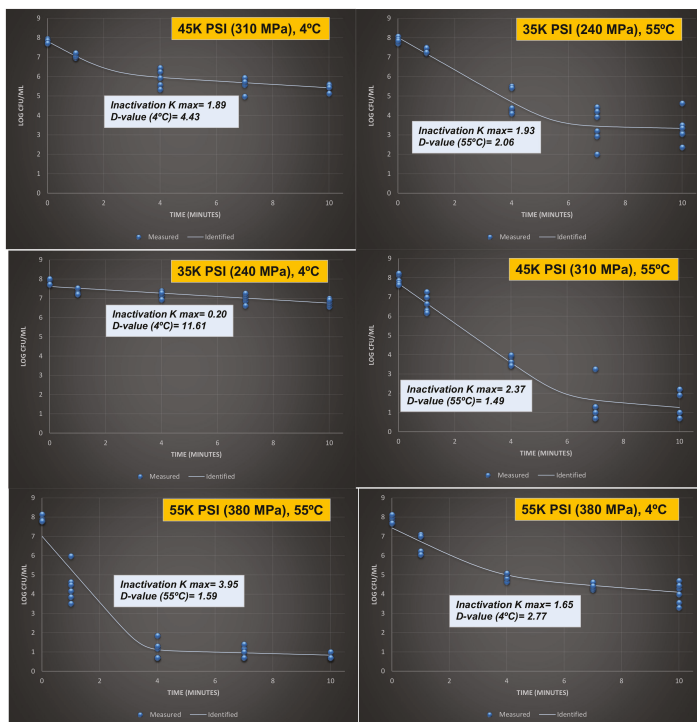 45K PSI (310 MPa), 4ºC
LOG CFU/ML
9
8
7
6
5
4
3
2
1
0
Inactivation K max= 1.89
D-value (4ºC)= 4.43
0 2 4 6 8 10
TIME (MINUTES)
Measured Identified
35K PSI (240 MPa), 55ºC
LOG CFU/ML
9
8
7
6
5
4
3
2
1
0
Inactivation K max= 1.93
D-value (55ºC)= 2.06
0 2 4 6 8 10
TIME (MINUTES)
Measured Identified
35K PSI (240 MPa), 4ºC
LOG CFU/ML
9
8
7
6
5
4
3
2
1
0
Inactivation K max= 0.20
D-value (4ºC)= 11.61
0 2 4 6 8 10
TIME (MINUTES)
Measured Identified
45K PSI (310 MPa), 55ºC
LOG CFU/ML
9
8
7
6
5
4
3
2
1
0
Inactivation K max= 2.37
D-value (55ºC)= 1.49
0 2 4 6 8 10
TIME (MINUTES)
Measured Identified
55K PSI (380 MPa), 55ºC
LOG CFU/ML
9
8
7
6
5
4
3
2
1
0
Inactivation K max= 3.95
D-value (55ºC)= 1.59
0 2 4 6 8 10
TIME (MINUTES)
Measured Identified
55K PSI (380 MPa), 4ºC
LOG CFU/ML
9
8
7
6
5
4
3
2
1
0
Inactivation K max= 1.65
D-value (4ºC)= 2.77
0 2 4 6 8 10
TIME (MINUTES)
Measured Identified